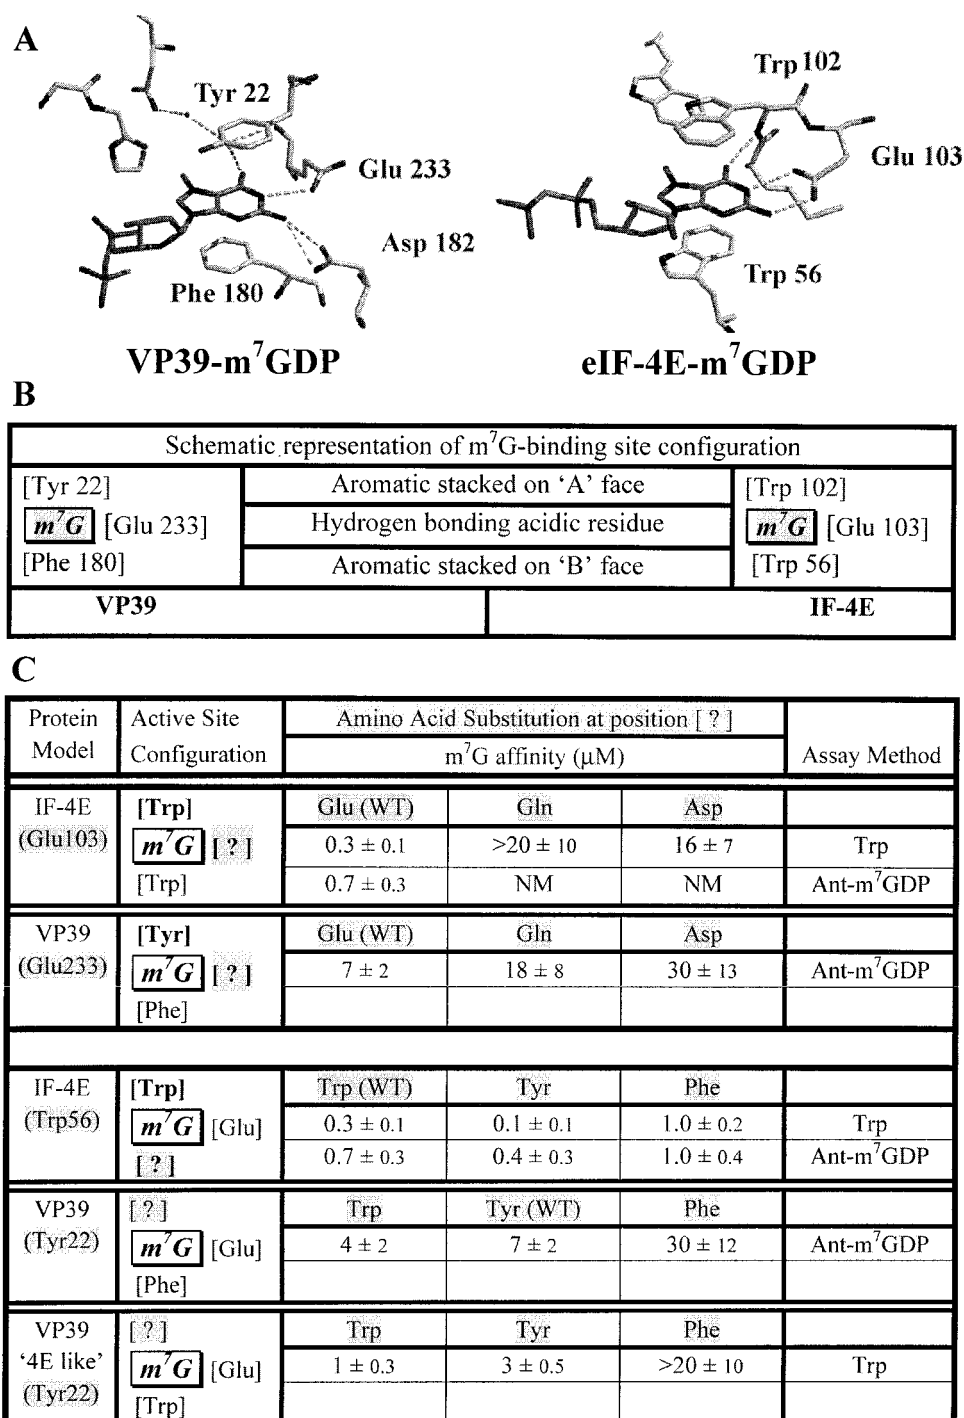 A
Tyr 22
Glu 233
Asp 182
Phe 180
VP39-m⁷GDP
Trp 102
Glu 103
Trp 56
eIF-4E-m⁷GDP
B
Schematic representation of m⁷G-binding site configuration
[Tyr 22] Aromatic stacked on ‘A’ face [Trp 102]
m⁷G [Glu 233] Hydrogen bonding acidic residue m⁷G [Glu 103]
[Phe 180] Aromatic stacked on ‘B’ face [Trp 56]
VP39 IF-4E
C
Protein Model Active Site Configuration Amino Acid Substitution at position [ ? ]
m⁷G affinity (µM) Assay Method
IF-4E [Trp] Glu (WT) Gln Asp
(Glu103) m⁷G [ ? ] 0.3 ± 0.1 >20 ± 10 16 ± 7 Trp
[Trp] 0.7 ± 0.3 NM NM Ant-m⁷GDP
VP39 [Tyr] Glu (WT) Gln Asp
(Glu233) m⁷G [ ? ] 7 ± 2 18 ± 8 30 ± 13 Ant-m⁷GDP
[Phe]
IF-4E [Trp] Trp (WT) Tyr Phe
(Trp56) m⁷G [Glu] 0.3 ± 0.1 0.1 ± 0.1 1.0 ± 0.2 Trp
[ ? ] 0.7 ± 0.3 0.4 ± 0.3 1.0 ± 0.4 Ant-m⁷GDP
VP39 [ ? ] Trp Tyr (WT) Phe
(Tyr22) m⁷G [Glu] 4 ± 2 7 ± 2 30 ± 12 Ant-m⁷GDP
[Phe]
VP39 [ ? ] Trp Tyr Phe
‘4E like’ m⁷G [Glu] 1 ± 0.3 3 ± 0.5 >20 ± 10 Trp
(Tyr22) [Trp]